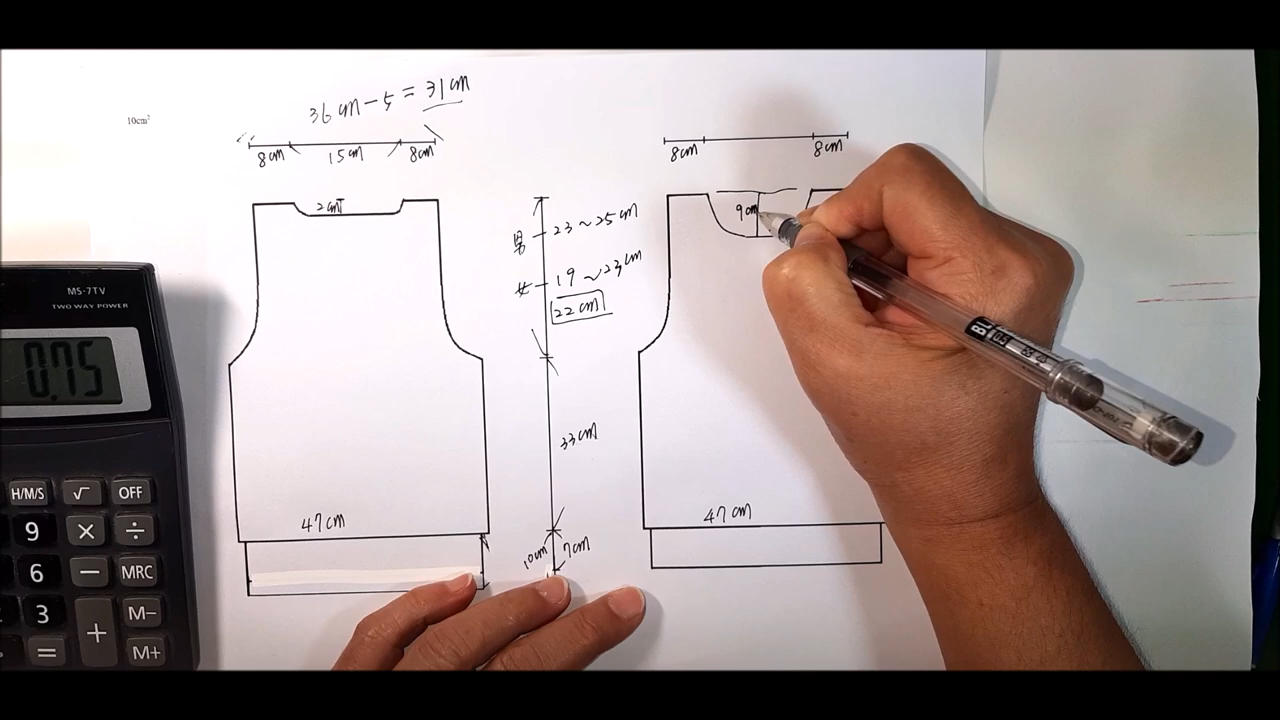 36cm-5=31cm
10cm²
8cm 15cm 8cm
8cm 8cm
2cm
9cm
男 23~25cm
女 19~23cm
22cm
33cm
47cm
47cm
10cm 7cm
MS-7TV
TWO WAY POWER
0.75
H/M/S √ OFF
9 × ÷
6 − MRC
3 + M−
= M+